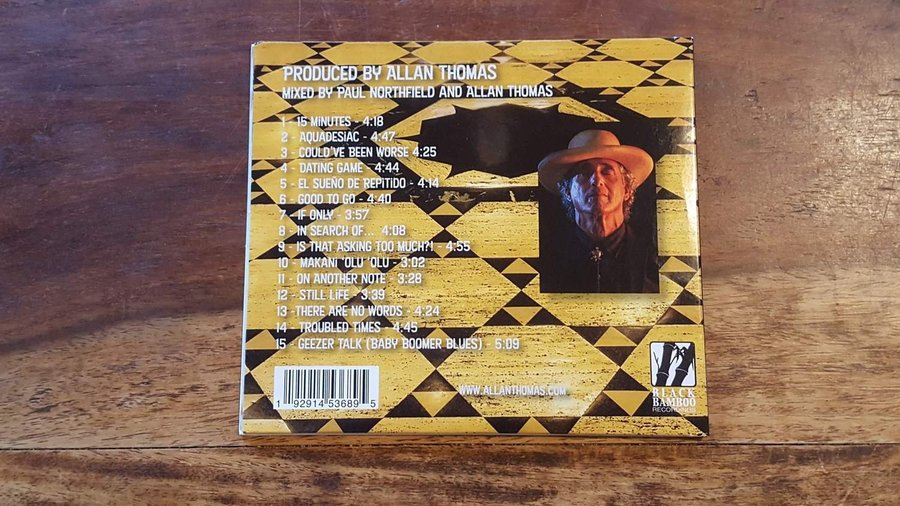 PRODUCED BY ALLAN THOMAS
MIXED BY PAUL NORTHFIELD AND ALLAN THOMAS
1 - 15 MINUTES - 4:18
2 - AQUADESIAC - 4:47
3 - COULD'VE BEEN WORSE 4:25
4 - DATING GAME - 4:44
5 - EL SUEÑO DE REPITIDO - 4:14
6 - GOOD TO GO - 4:40
7 - IF ONLY - 3:57
8 - IN SEARCH OF... 4:08
9 - IS THAT ASKING TOO MUCH?! - 4:55
10 - MAKANI 'OLU 'OLU - 3:02
11 - ON ANOTHER NOTE - 3:28
12 - STILL LIFE - 3:39
13 -THERE ARE NO WORDS - 4:24
14 - TROUBLED TIMES - 4:45
15 - GEEZER TALK (BABY BOOMER BLUES) - 5:09
1 92914 53689 5
WWW.ALLANTHOMAS.COM
BLACK
BAMBOO
RECORDINGS